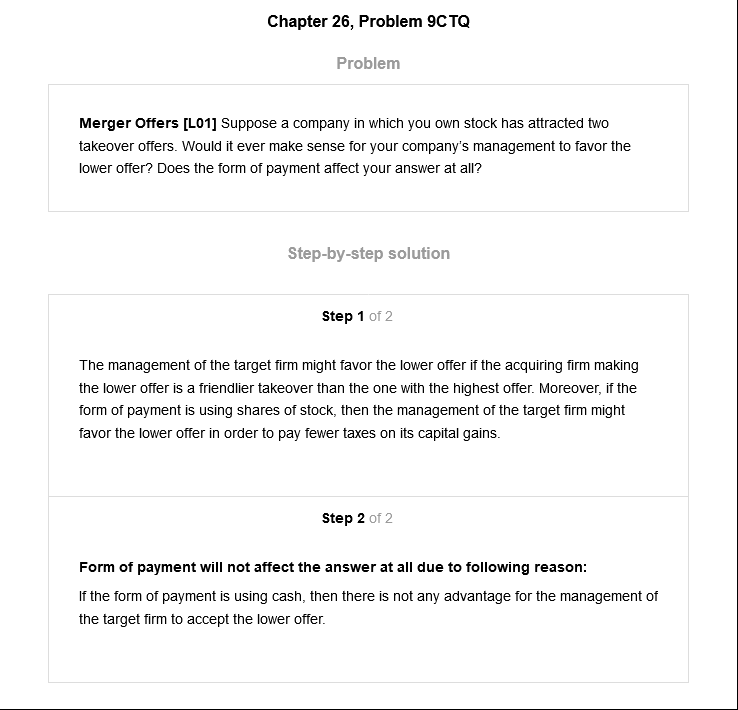 Chapter 26, Problem 9CTQ
Problem
Merger Offers [L01] Suppose a company in which you own stock has attracted two
takeover offers. Would it ever make sense for your company's management to favor the
lower offer? Does the form of payment affect your answer at all?
Step-by-step solution
Step 1 of 2
The management of the target firm might favor the lower offer if the acquiring firm making
the lower offer is a friendlier takeover than the one with the highest offer. Moreover, if the
form of payment is using shares of stock, then the management of the target firm might
favor the lower offer in order to pay fewer taxes on its capital gains.
Step 2 of 2
Form of payment will not affect the answer at all due to following reason:
If the form of payment is using cash, then there is not any advantage for the management of
the target firm to accept the lower offer.